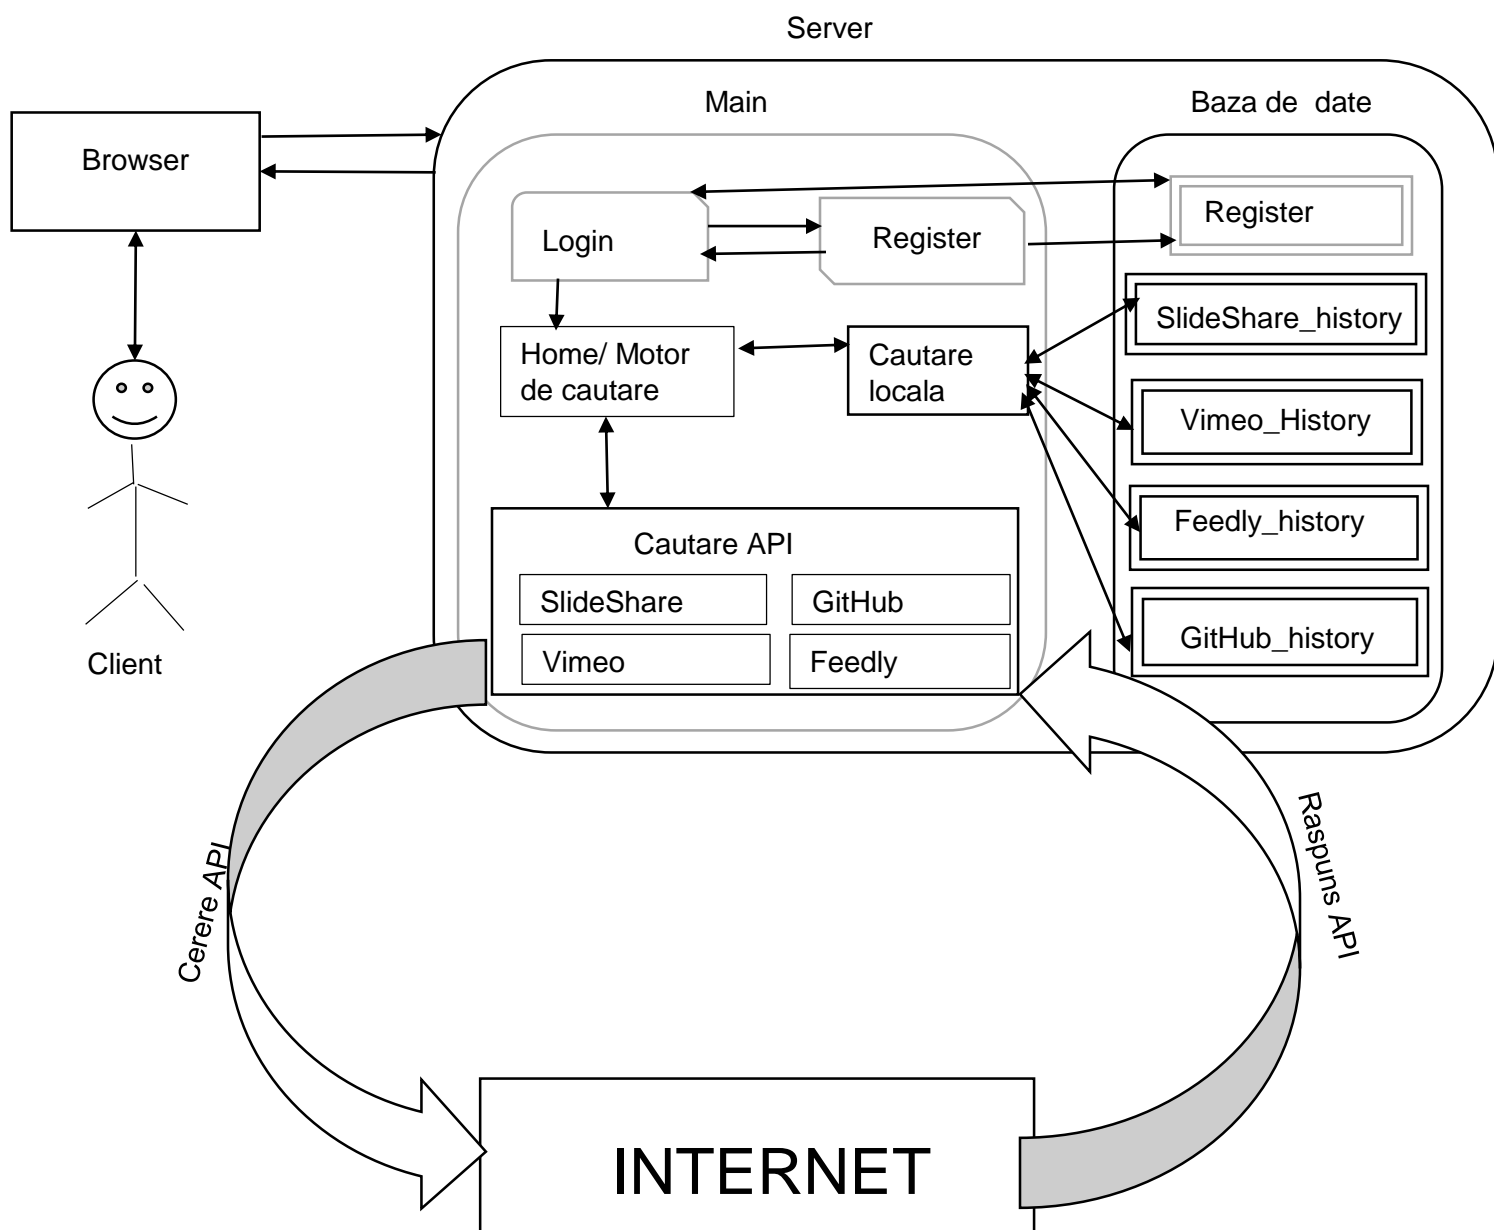 Server
Main
Baza de date
Browser
Login
Register
Register
SlideShare_history
Home/ Motor
de cautare
Cautare
locala
Vimeo_History
Cautare API
Feedly_history
SlideShare
GitHub
Vimeo
Feedly
GitHub_history
Client
Cerere API
Raspuns API
INTERNET